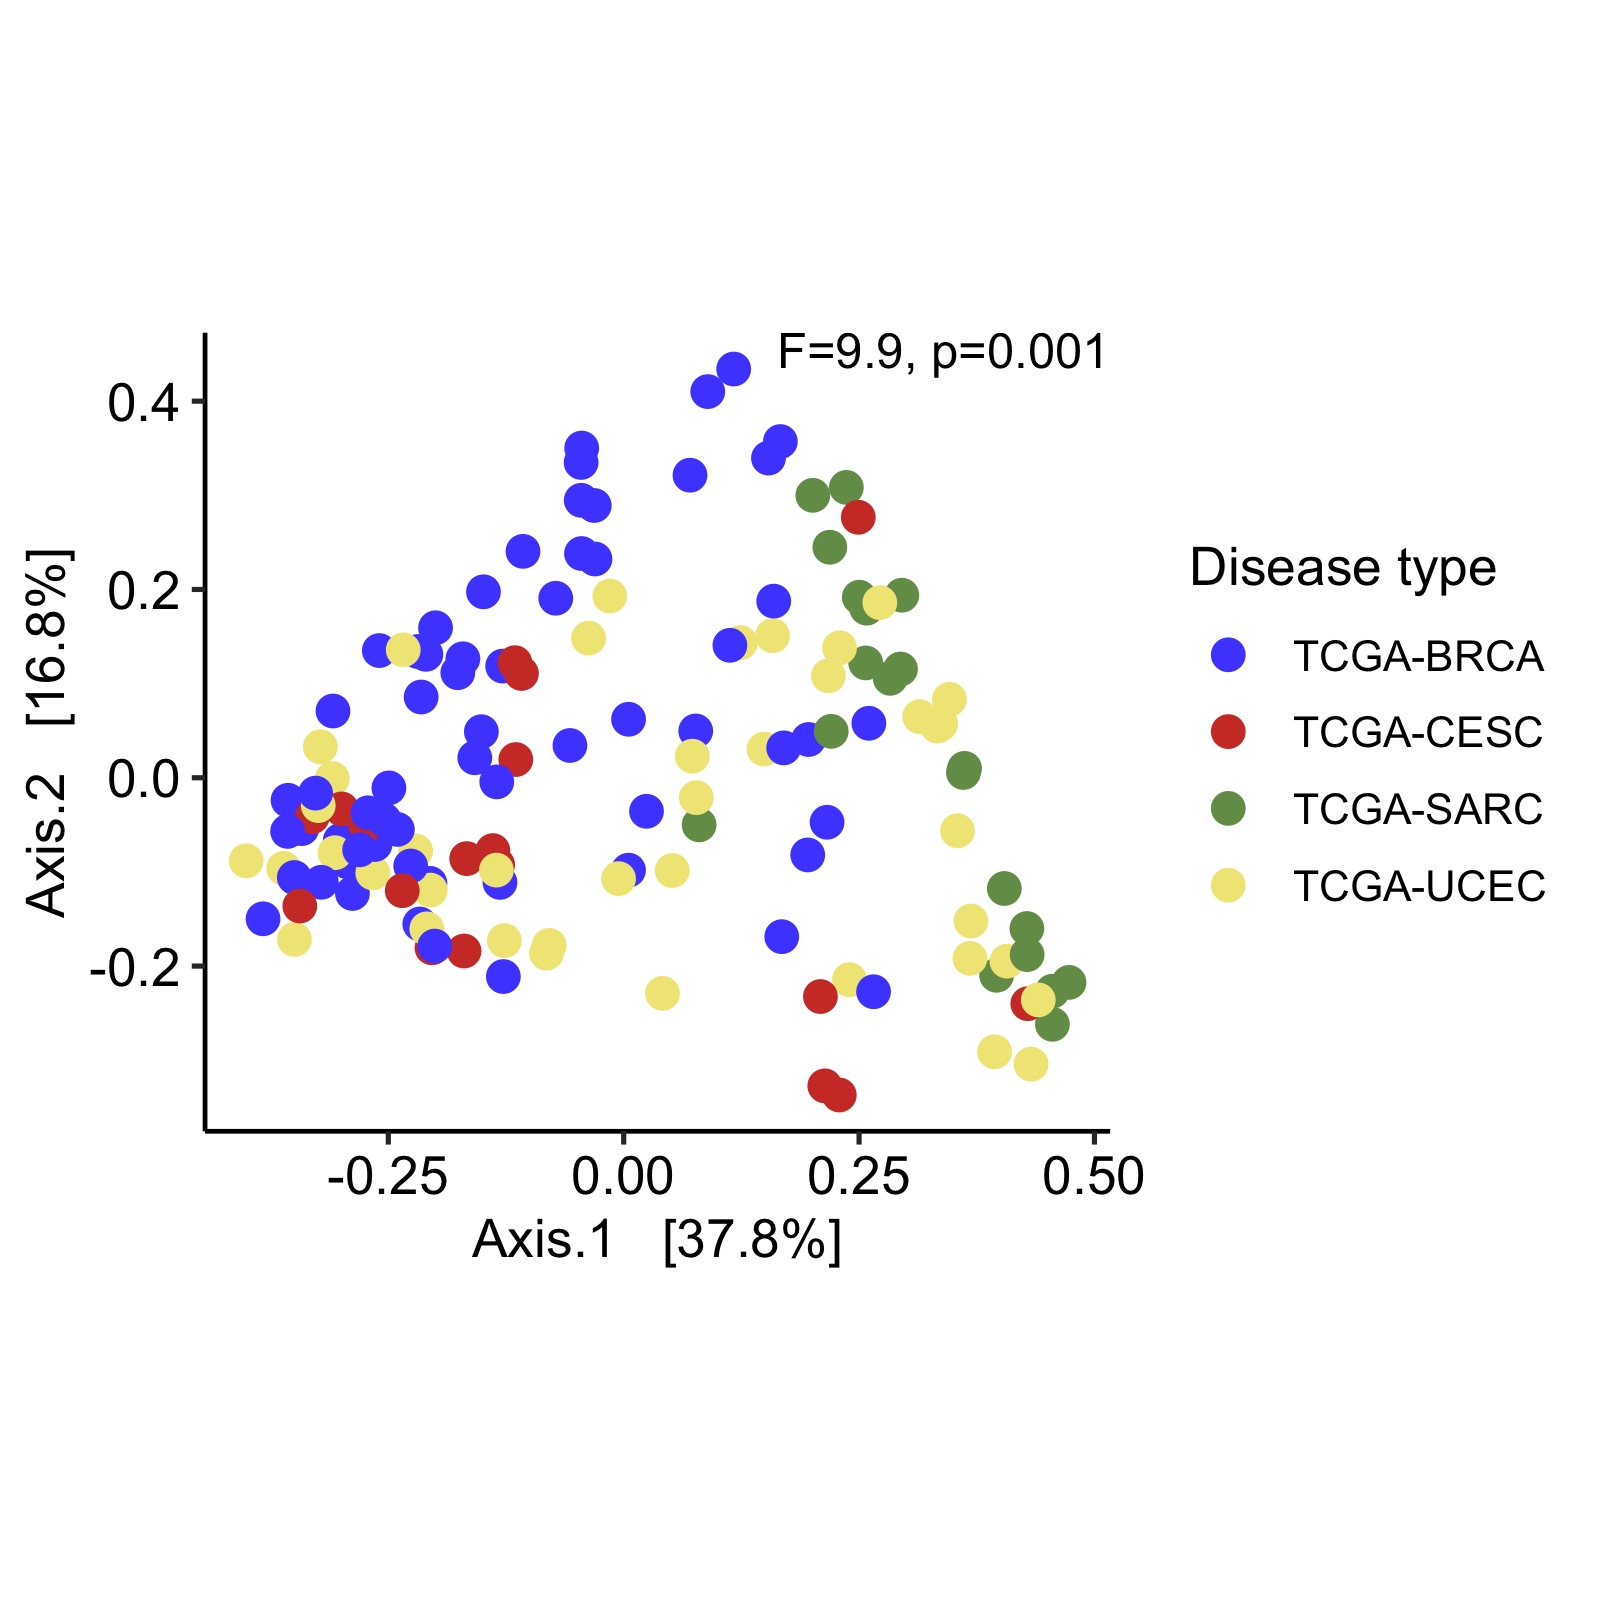 F=9.9, p=0.001
0.4
0.2
0.0
-0.2
Axis.2 [16.8%]
-0.25 0.00 0.25 0.50
Axis.1 [37.8%]
Disease type
TCGA-BRCA
TCGA-CESC
TCGA-SARC
TCGA-UCEC